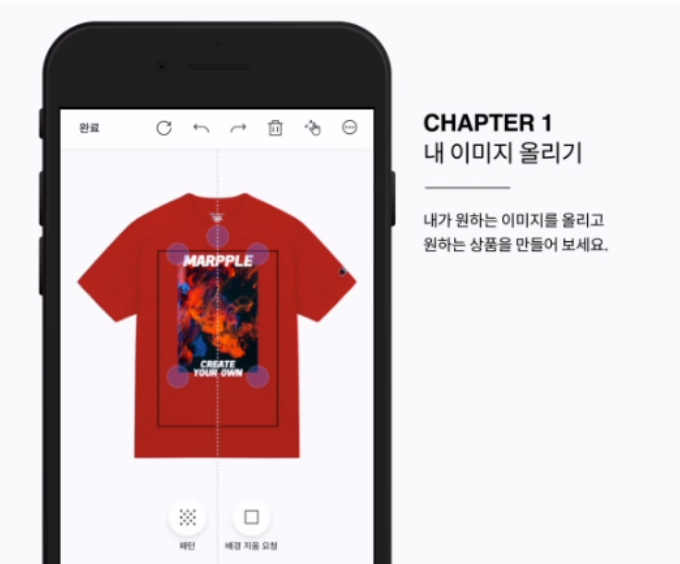 완료
CHAPTER 1
내 이미지 올리기
내가 원하는 이미지를 올리고
원하는 상품을 만들어 보세요.
MARPPLE
CREATE
YOUR OWN
패턴
배경 지움 요청